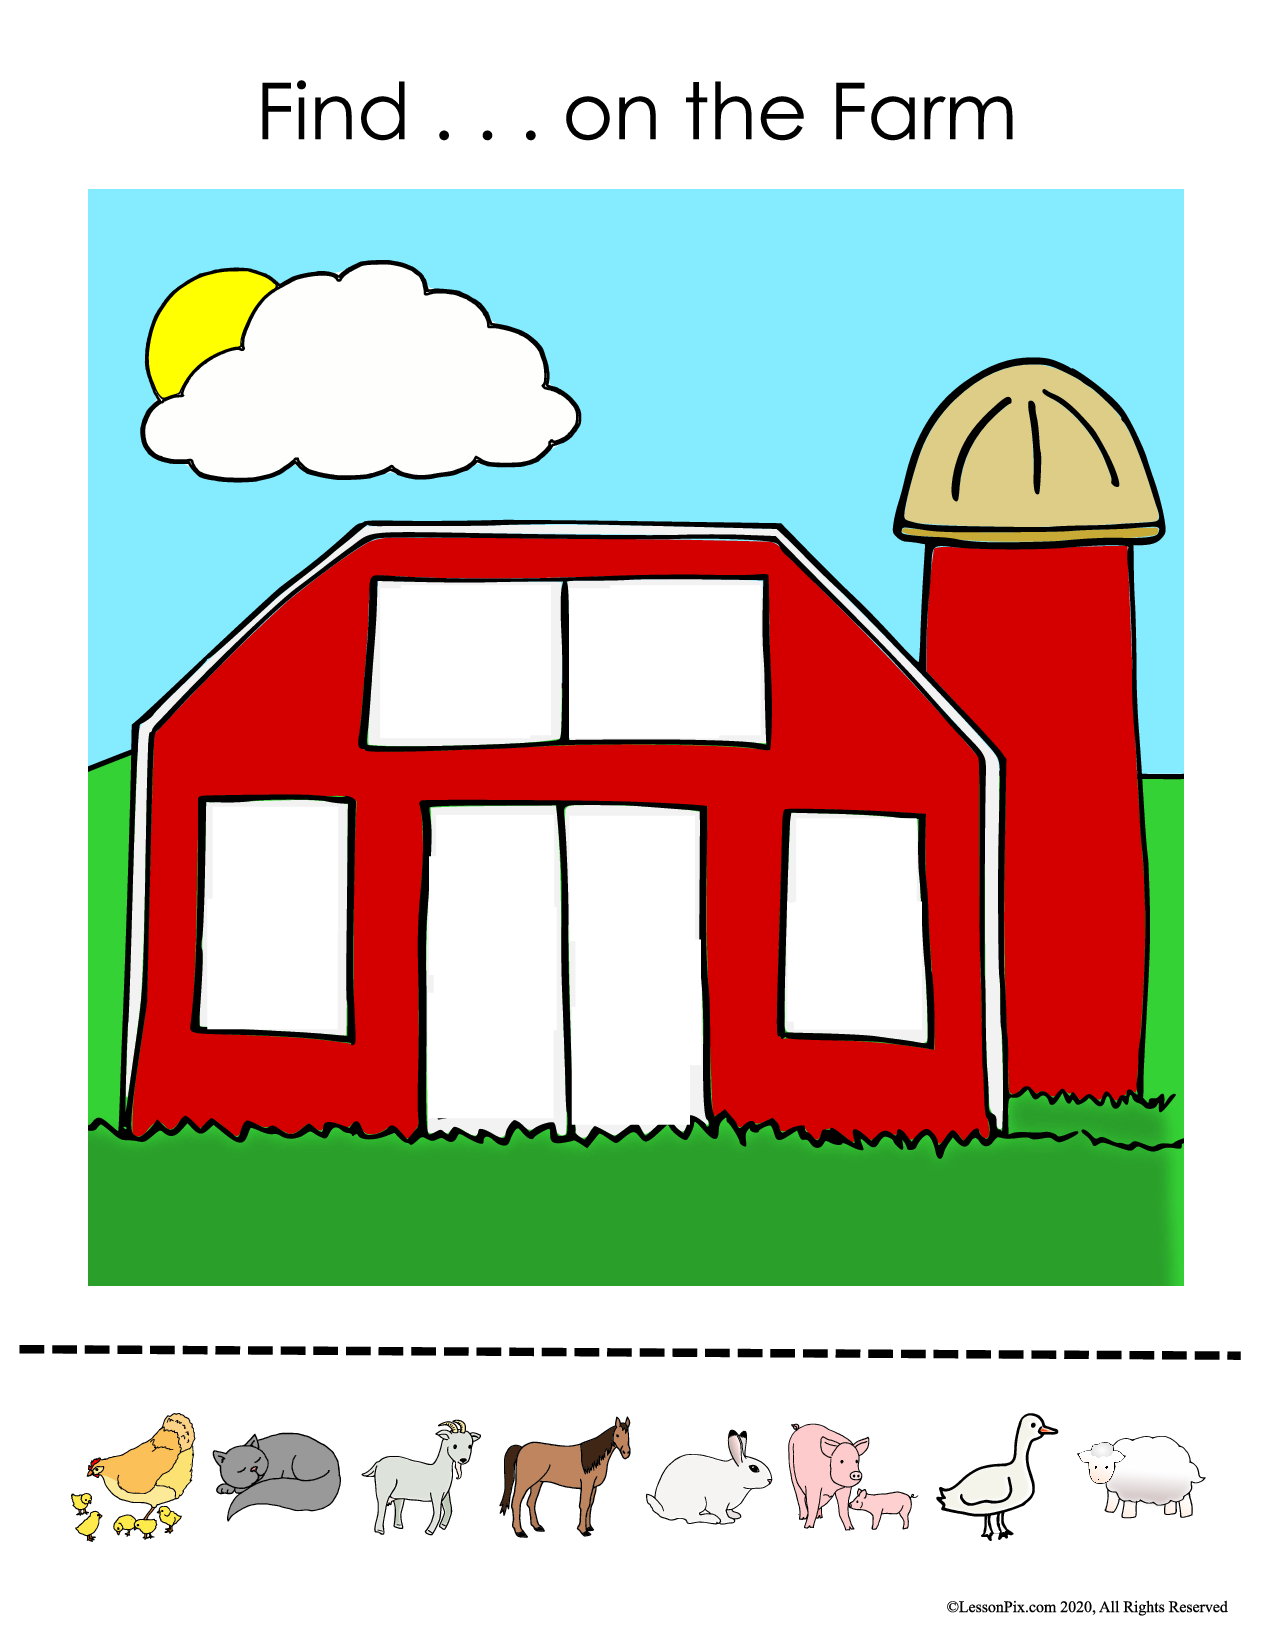 Find . . . on the Farm
©LessonPix.com 2020, All Rights Reserved